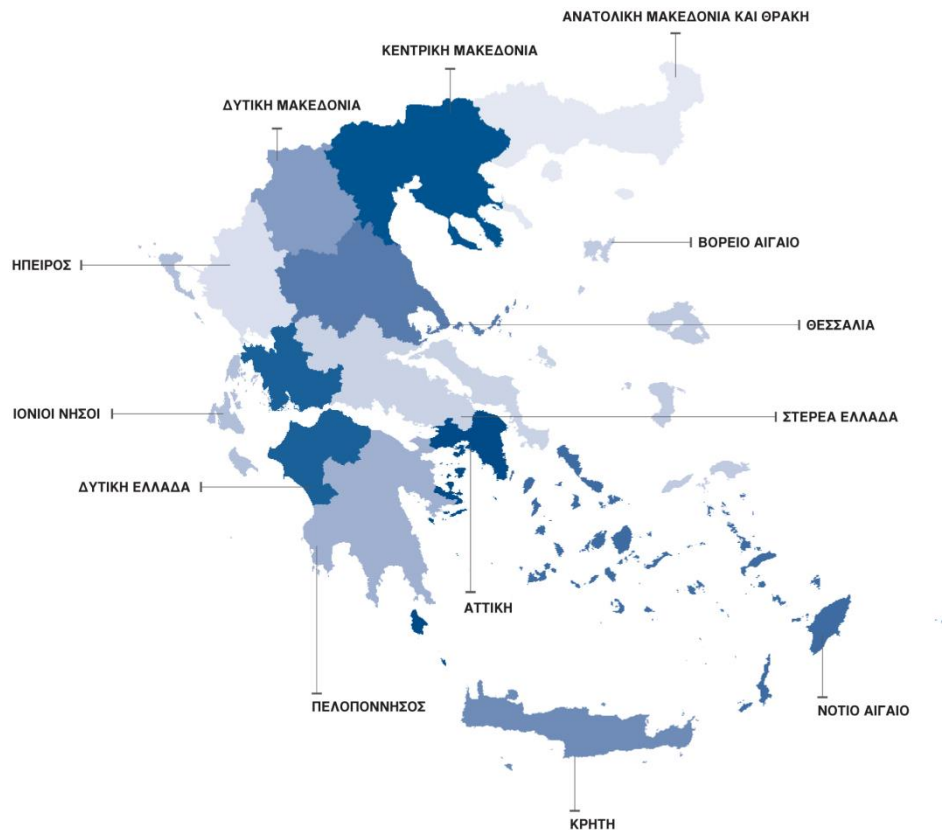 ΑΝΑΤΟΛΙΚΗ ΜΑΚΕΔΟΝΙΑ ΚΑΙ ΘΡΑΚΗ
ΚΕΝΤΡΙΚΗ ΜΑΚΕΔΟΝΙΑ
ΔΥΤΙΚΗ ΜΑΚΕΔΟΝΙΑ
ΒΟΡΕΙΟ ΑΙΓΑΙΟ
ΗΠΕΙΡΟΣ
ΘΕΣΣΑΛΙΑ
ΙΟΝΙΟΙ ΝΗΣΟΙ
ΣΤΕΡΕΑ ΕΛΛΑΔΑ
ΔΥΤΙΚΗ ΕΛΛΑΔΑ
ΑΤΤΙΚΗ
ΠΕΛΟΠΟΝΝΗΣΟΣ
ΝΟΤΙΟ ΑΙΓΑΙΟ
ΚΡΗΤΗ